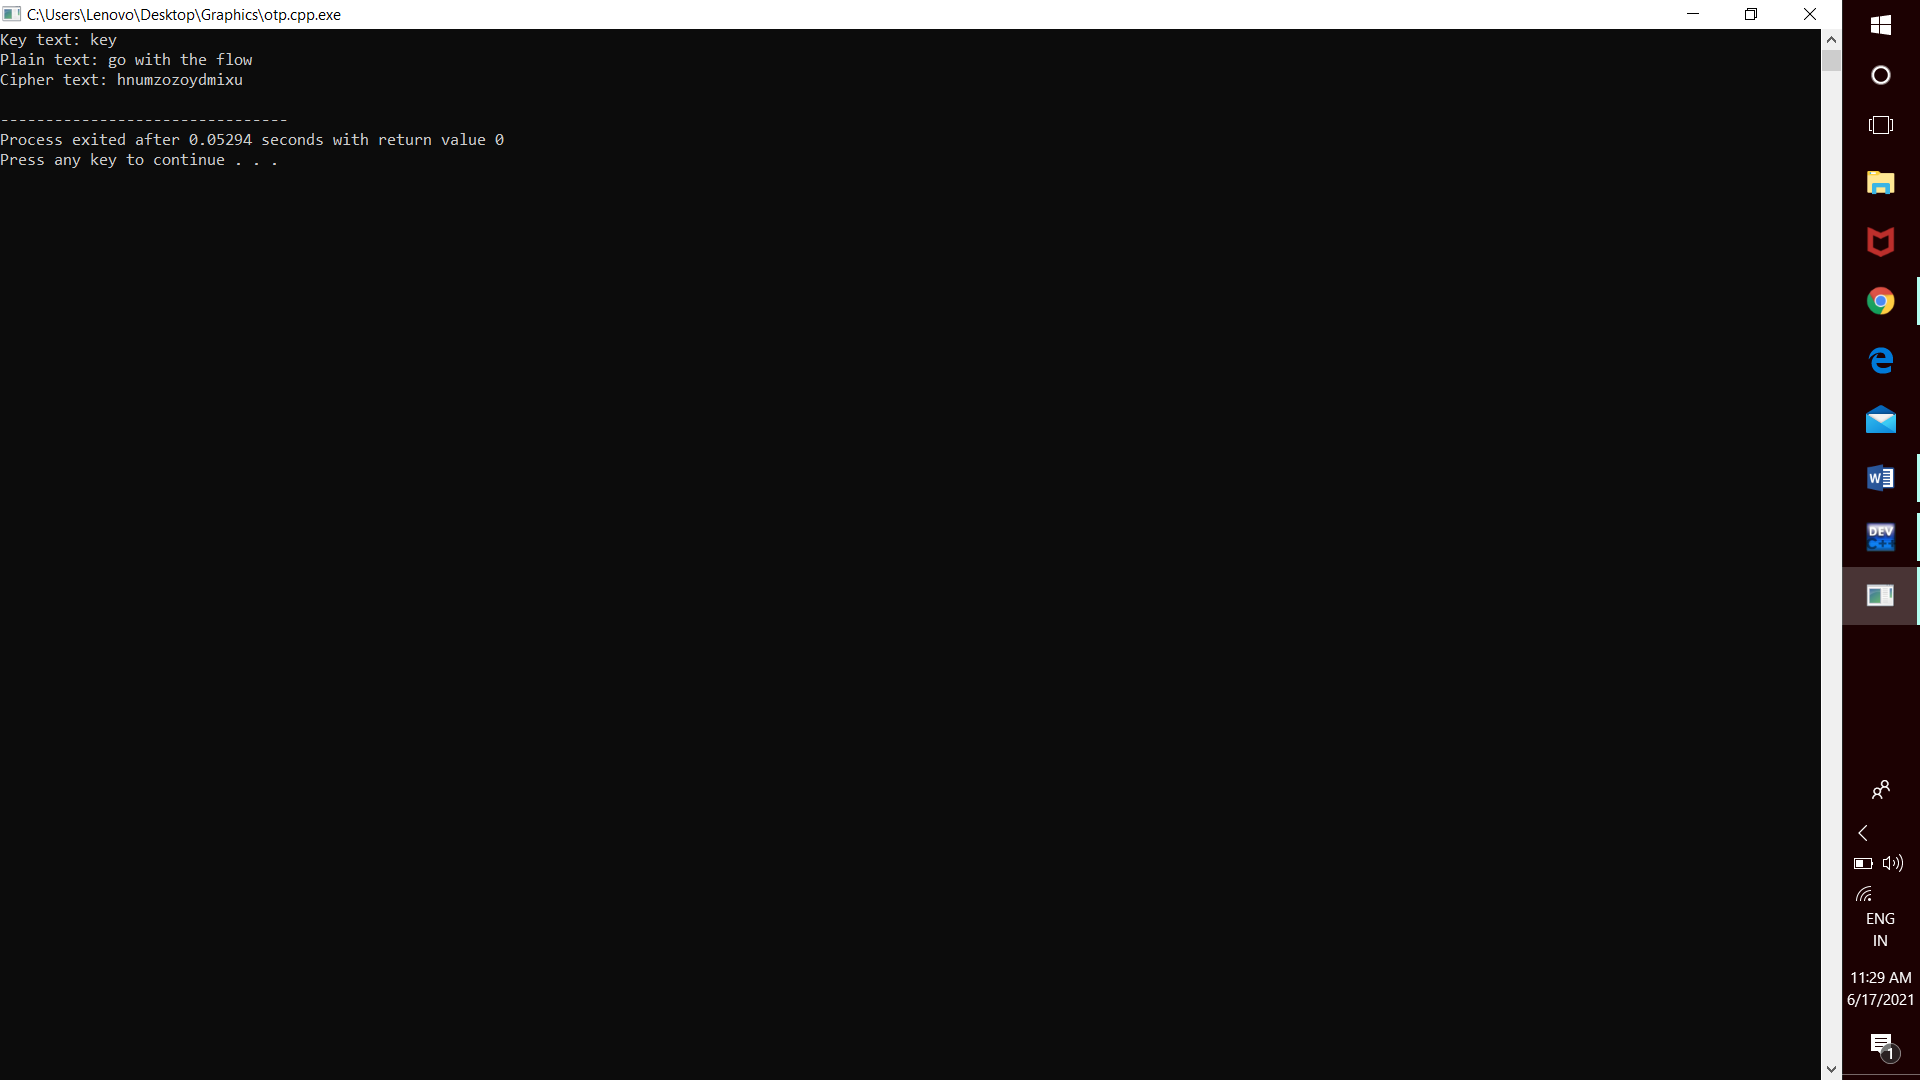 C:\Users\Lenovo\Desktop\Graphics\otp.cpp.exe
Key text: key
Plain text: go with the flow
Cipher text: hnumzozoydmixu
--------------------------------
Process exited after 0.05294 seconds with return value 0
Press any key to continue . . .
W
DEV
C++
ENG
IN
11:29 AM
6/17/2021
1